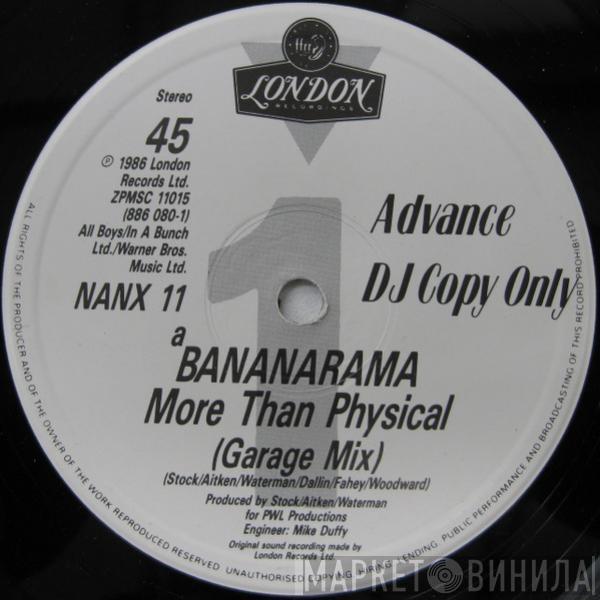 ffrr
LONDON
RECORDINGS
Stereo
45
℗ 1986 London
Records Ltd.
ZPMSC 11015
(886 080-1)
All Boys/In A Bunch
Ltd./Warner Bros.
Music Ltd.
NANX 11
Advance
DJ Copy Only
1
a
BANANARAMA
More Than Physical
(Garage Mix)
(Stock/Aitken/Waterman/Dallin/Fahey/Woodward)
Produced by Stock/Aitken/Waterman
for PWL Productions
Engineer: Mike Duffy
Original sound recording made by
London Records Ltd.
ALL RIGHTS OF THE PRODUCER AND OF THE OWNER OF THE WORK REPRODUCED RESERVED. UNAUTHORISED COPYING, HIRING, LENDING, PUBLIC PERFORMANCE AND BROADCASTING OF THIS RECORD PROHIBITED
МАРКЕТ ВИНИЛА